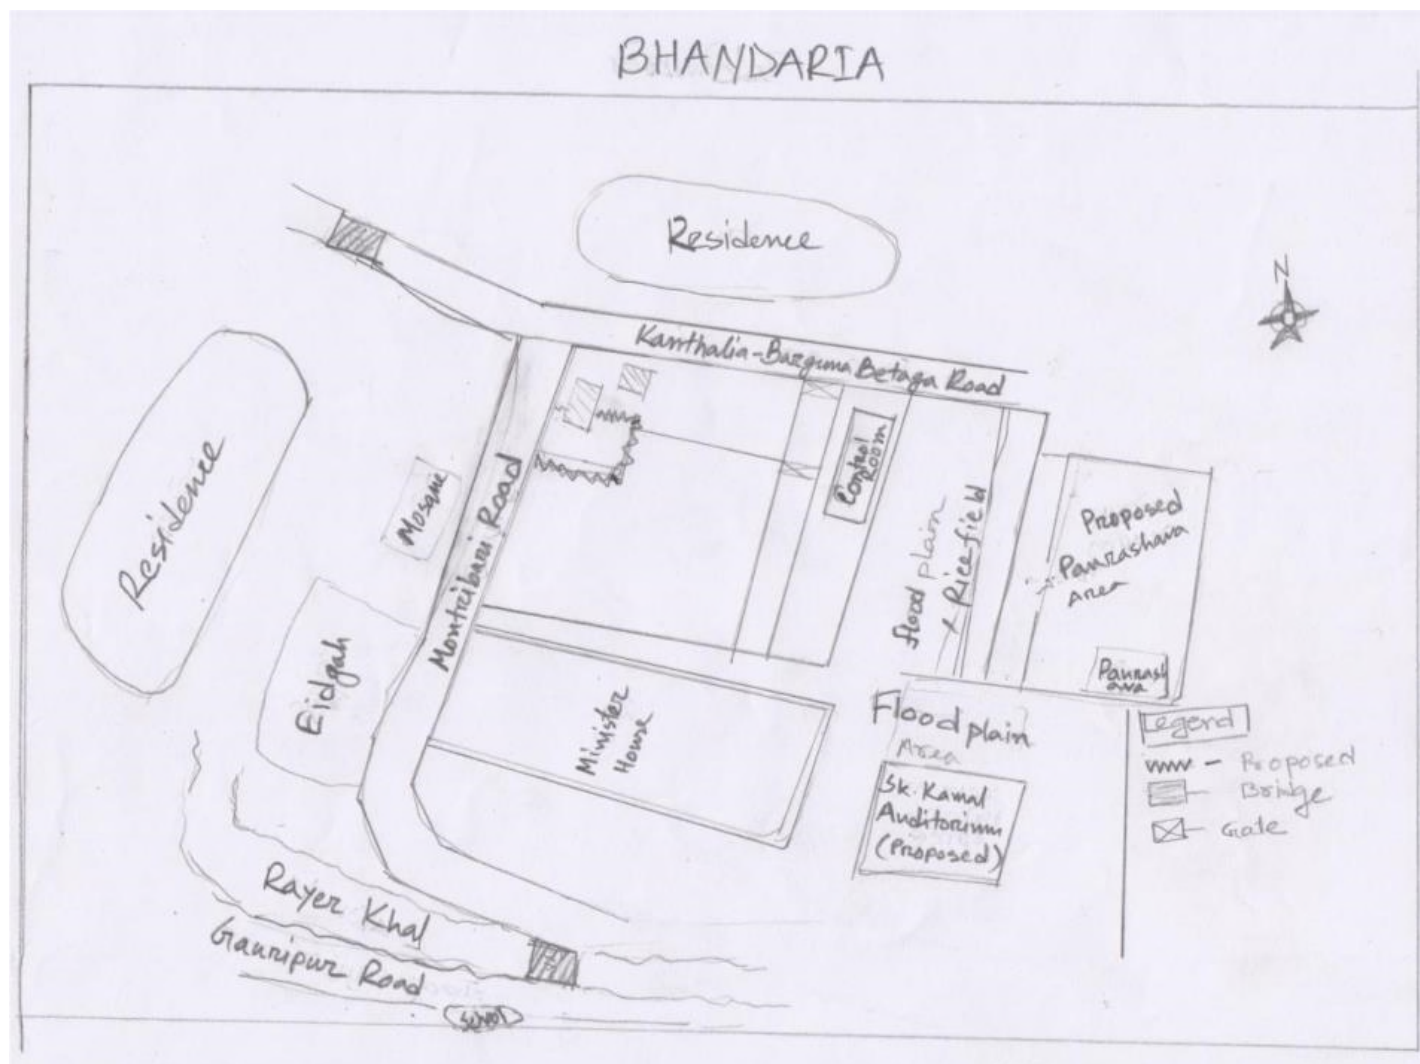 BHANDARIA
Residence
N
Kanthalia-Barguna Betaga Road
Residence
Mosque
Montribari Road
Control
Room
flood plain
& Ricefield
Proposed
Paurashava
Area
Paurash
ava
Eidgah
Minister
House
Flood plain
Area
Sk. Kamal
Auditorium
(Proposed)
Legend
- Proposed
Bridge
Gate
Rayer Khal
Gauripur Road
School